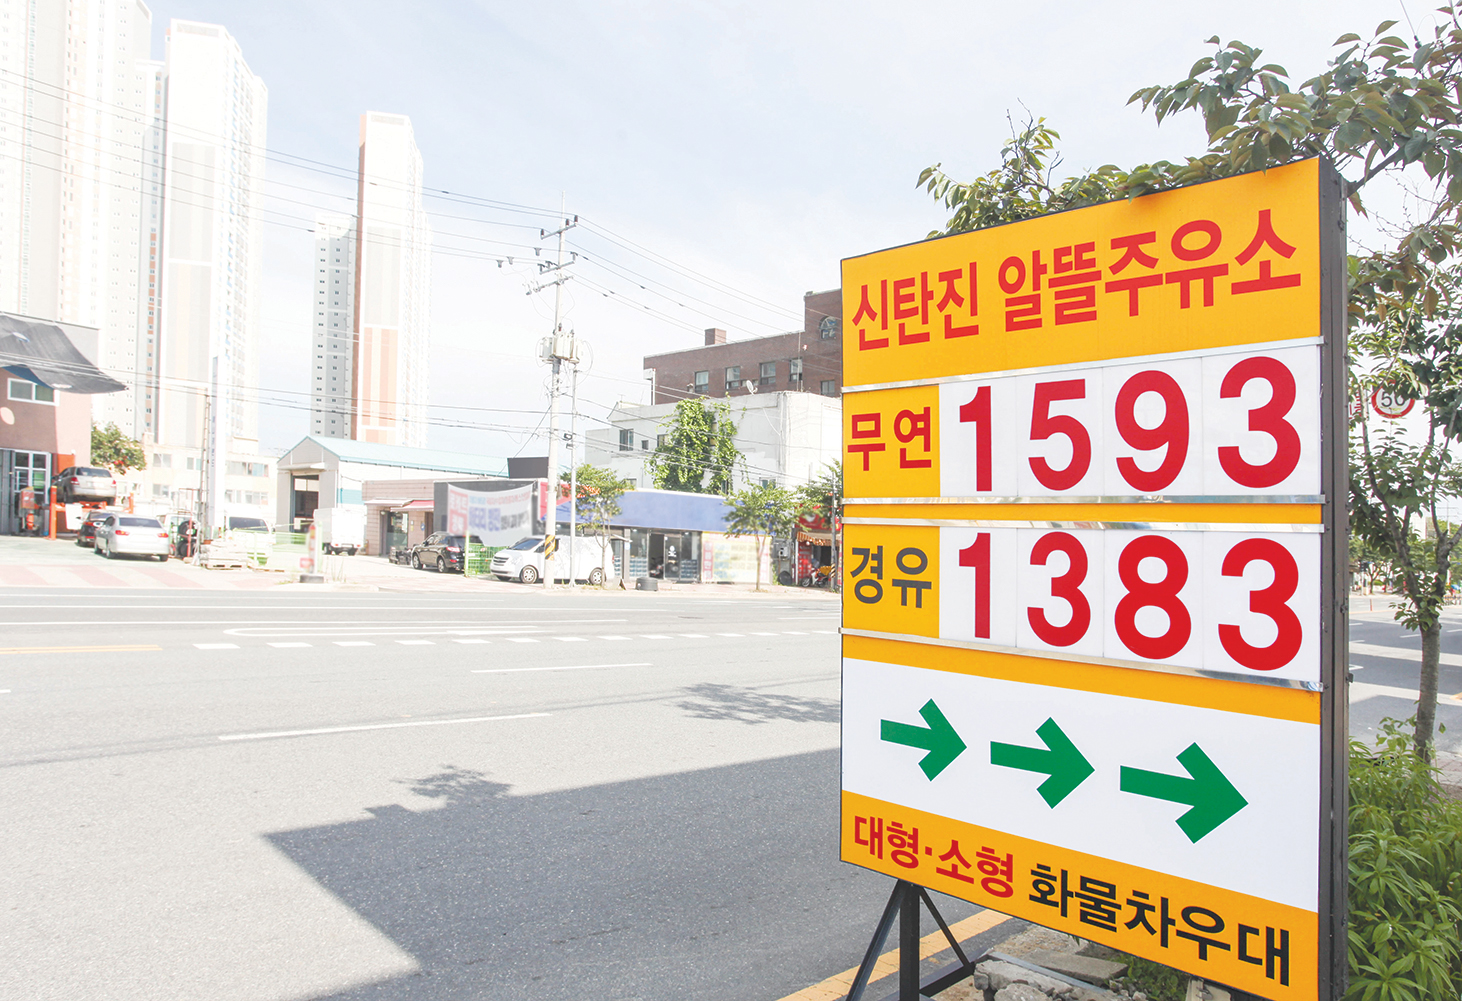 신탄진 알뜰주유소
무연 1593
경유 1383
대형·소형 화물차우대
50